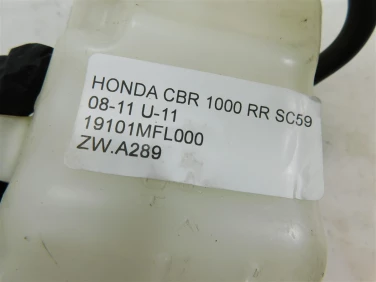 HONDA CBR 1000 RR SC59
08-11 U-11
19101MFL000
ZW.A289